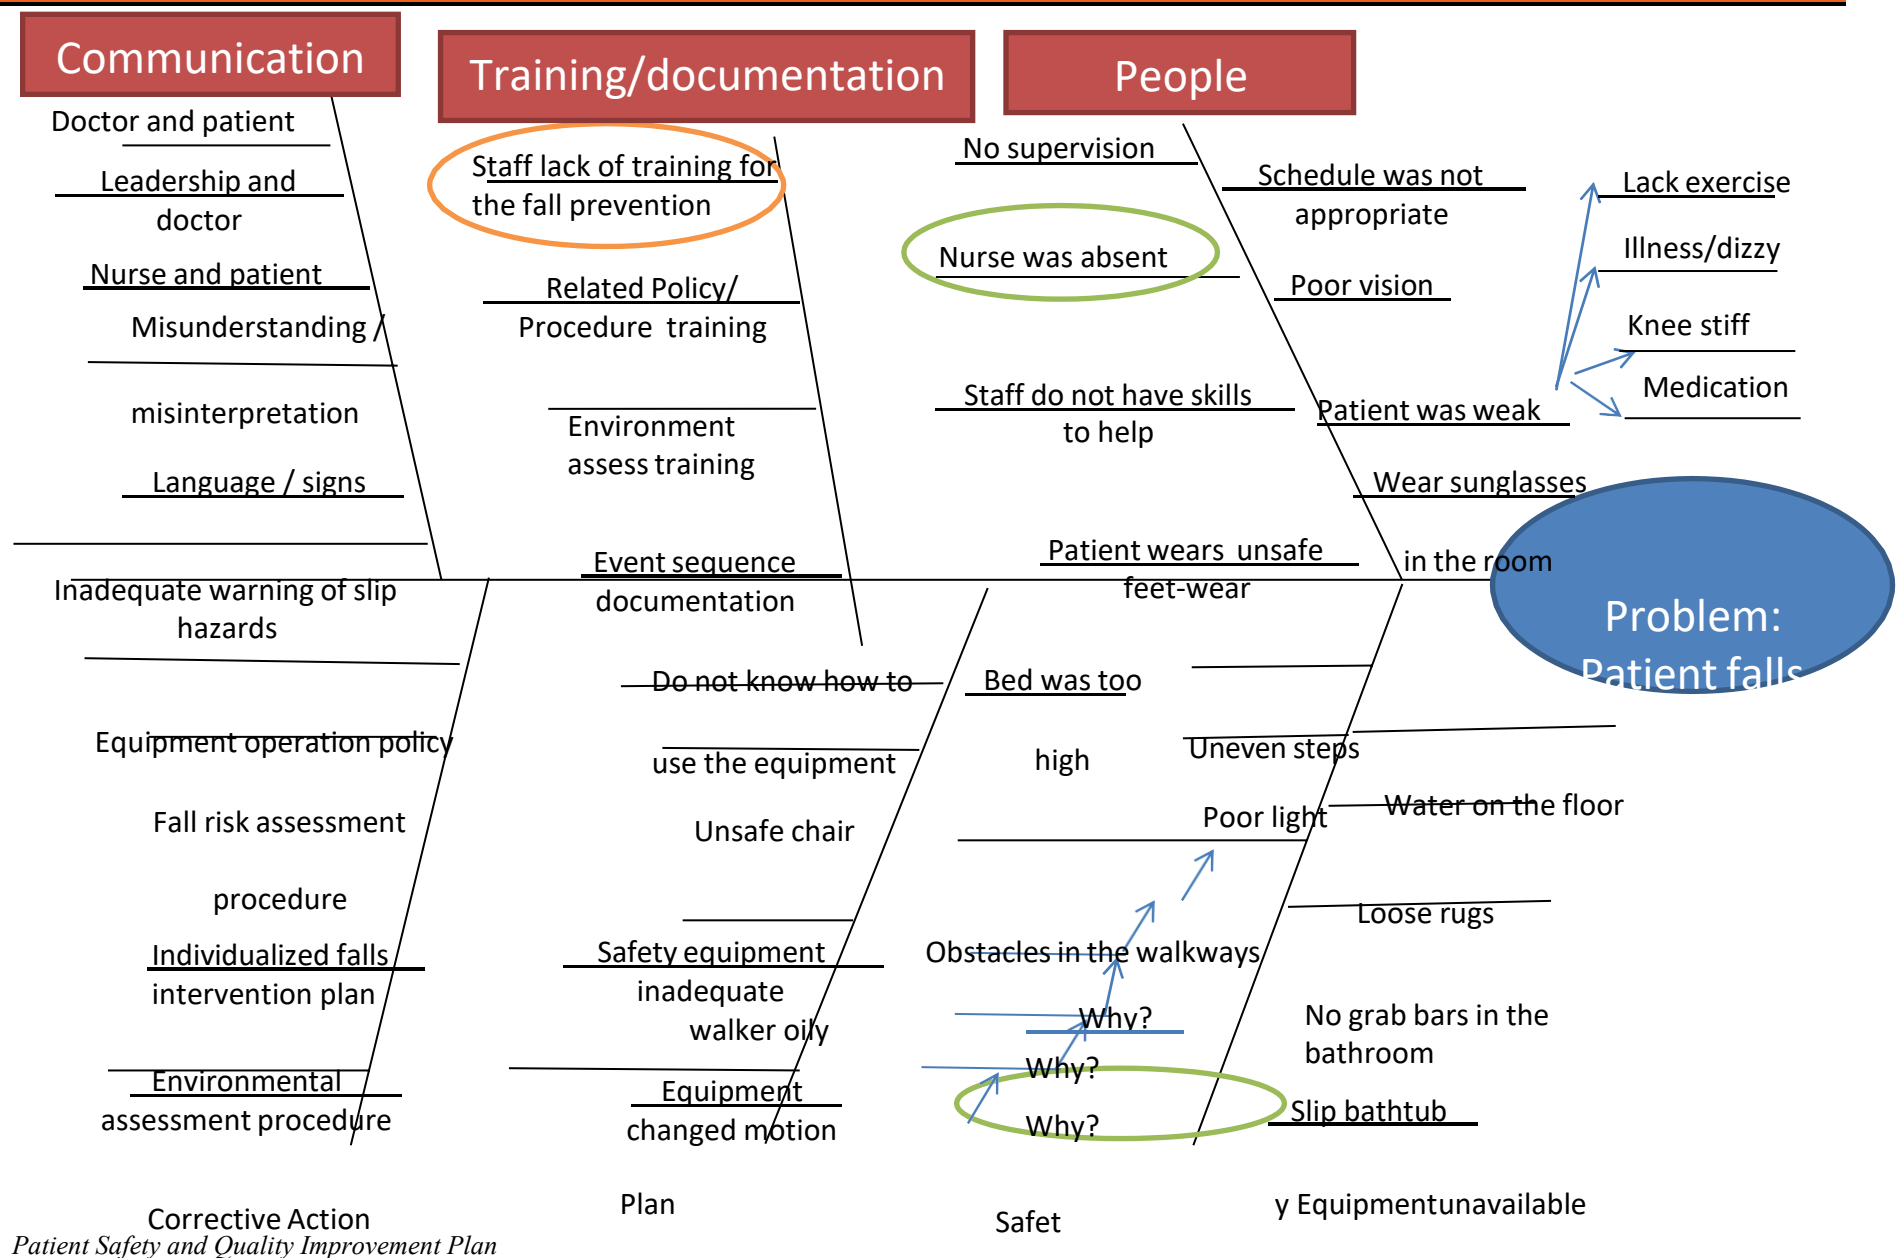 Communication
Training/documentation
People
Doctor and patient
Leadership and
doctor
Nurse and patient
Misunderstanding /
misinterpretation
Language / signs
Inadequate warning of slip
hazards
Staff lack of training for
the fall prevention
Related Policy/
Procedure training
Environment
assess training
Event sequence
documentation
No supervision
Nurse was absent
Staff do not have skills
to help
Patient wears unsafe
feet-wear
Schedule was not
appropriate
Poor vision
Patient was weak
Wear sunglasses
in the room
Lack exercise
Illness/dizzy
Knee stiff
Medication
Problem:
Patient falls
Equipment operation policy
Fall risk assessment
procedure
Individualized falls
intervention plan
Environmental
assessment procedure
Do not know how to
use the equipment
Unsafe chair
Safety equipment
inadequate
walker oily
Equipment
changed motion
Bed was too
high
Uneven steps
Poor light
Obstacles in the walkways
Why?
Why?
Why?
Water on the floor
Loose rugs
No grab bars in the
bathroom
Slip bathtub
Corrective Action
Plan
Safet
y Equipmentunavailable
Patient Safety and Quality Improvement Plan